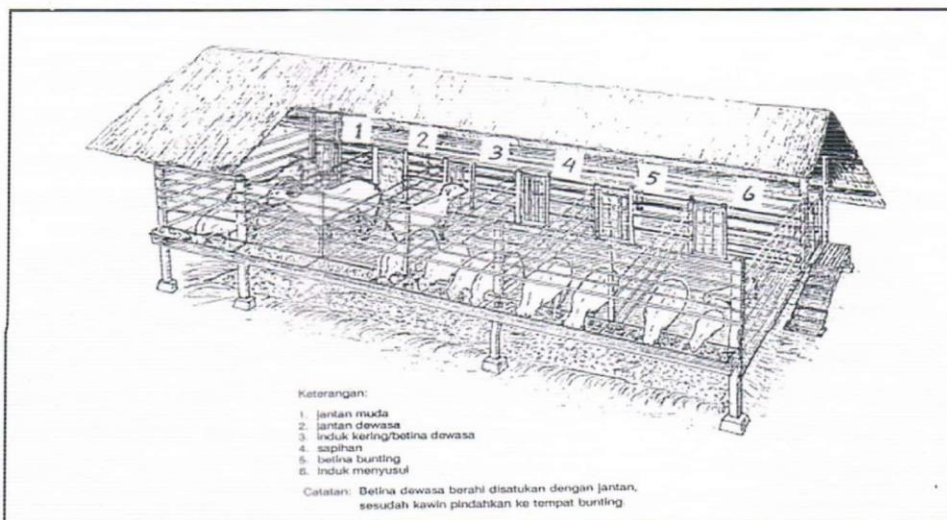 1 2 3 4 5 6
Keterangan:
1. jantan muda
2. jantan dewasa
3. induk kering/betina dewasa
4. sapihan
5. betina bunting
6. induk menyusui
Catatan: Betina dewasa berahi disatukan dengan jantan,
sesudah kawin pindahkan ke tempat bunting.